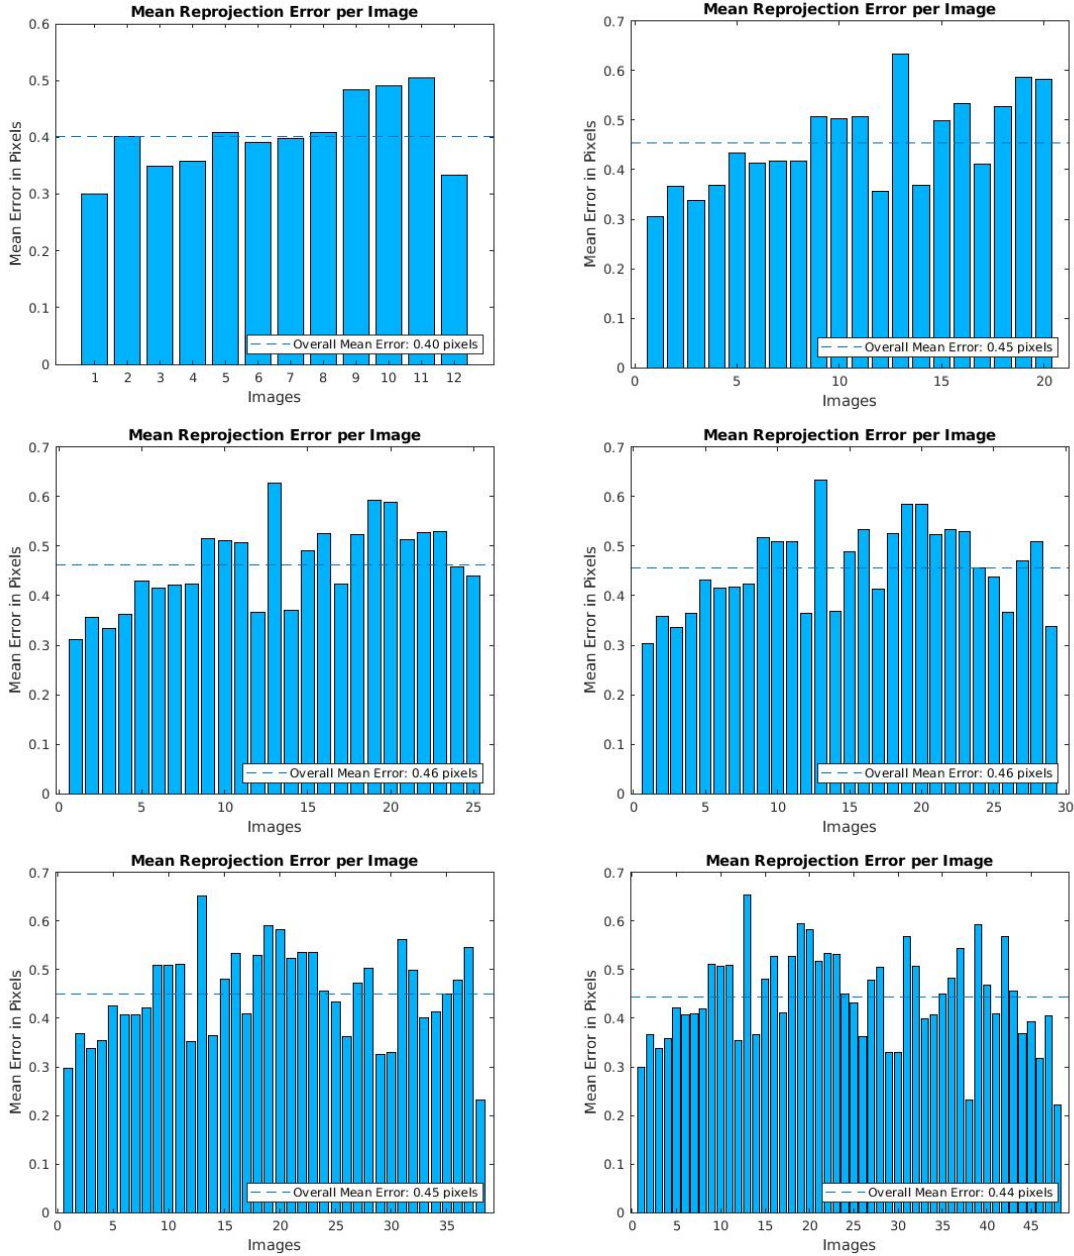 Mean Reprojection Error per Image
0.6
0.5
0.4
0.3
0.2
0.1
0
Mean Error in Pixels
Overall Mean Error: 0.40 pixels
1 2 3 4 5 6 7 8 9 10 11 12
Images
Mean Reprojection Error per Image
0.7
0.6
0.5
0.4
0.3
0.2
0.1
0
Mean Error in Pixels
Overall Mean Error: 0.45 pixels
0 5 10 15 20
Images
Mean Reprojection Error per Image
0.7
0.6
0.5
0.4
0.3
0.2
0.1
0
Mean Error in Pixels
Overall Mean Error: 0.46 pixels
0 5 10 15 20 25
Images
Mean Reprojection Error per Image
0.7
0.6
0.5
0.4
0.3
0.2
0.1
0
Mean Error in Pixels
Overall Mean Error: 0.46 pixels
0 5 10 15 20 25 30
Images
Mean Reprojection Error per Image
0.7
0.6
0.5
0.4
0.3
0.2
0.1
0
Mean Error in Pixels
Overall Mean Error: 0.45 pixels
0 5 10 15 20 25 30 35
Images
Mean Reprojection Error per Image
0.7
0.6
0.5
0.4
0.3
0.2
0.1
0
Mean Error in Pixels
Overall Mean Error: 0.44 pixels
0 5 10 15 20 25 30 35 40 45
Images